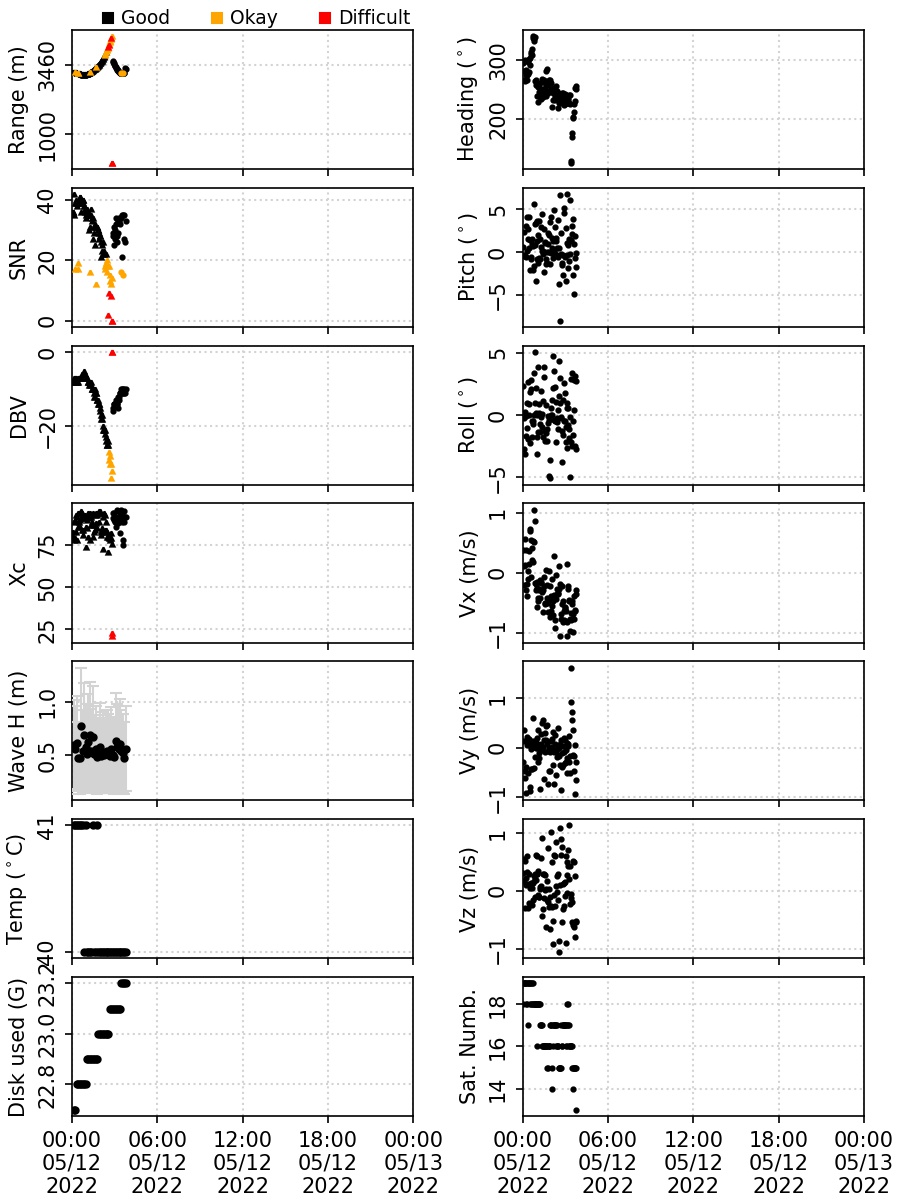 Good Okay Difficult
Range (m)
3460
1000
Heading (°)
300
200
SNR
40
20
0
Pitch (°)
5
0
−5
DBV
0
−20
Roll (°)
5
0
−5
Xc
75
50
25
Vx (m/s)
1
0
−1
Wave H (m)
1.0
0.5
Vy (m/s)
1
0
−1
Temp (°C)
41
40
Vz (m/s)
1
0
−1
Disk used (G)
23.2
23.0
22.8
Sat. Numb.
18
16
14
00:00 06:00 12:00 18:00 00:00
05/12 05/12 05/12 05/12 05/13
2022 2022 2022 2022 2022
00:00 06:00 12:00 18:00 00:00
05/12 05/12 05/12 05/12 05/13
2022 2022 2022 2022 2022